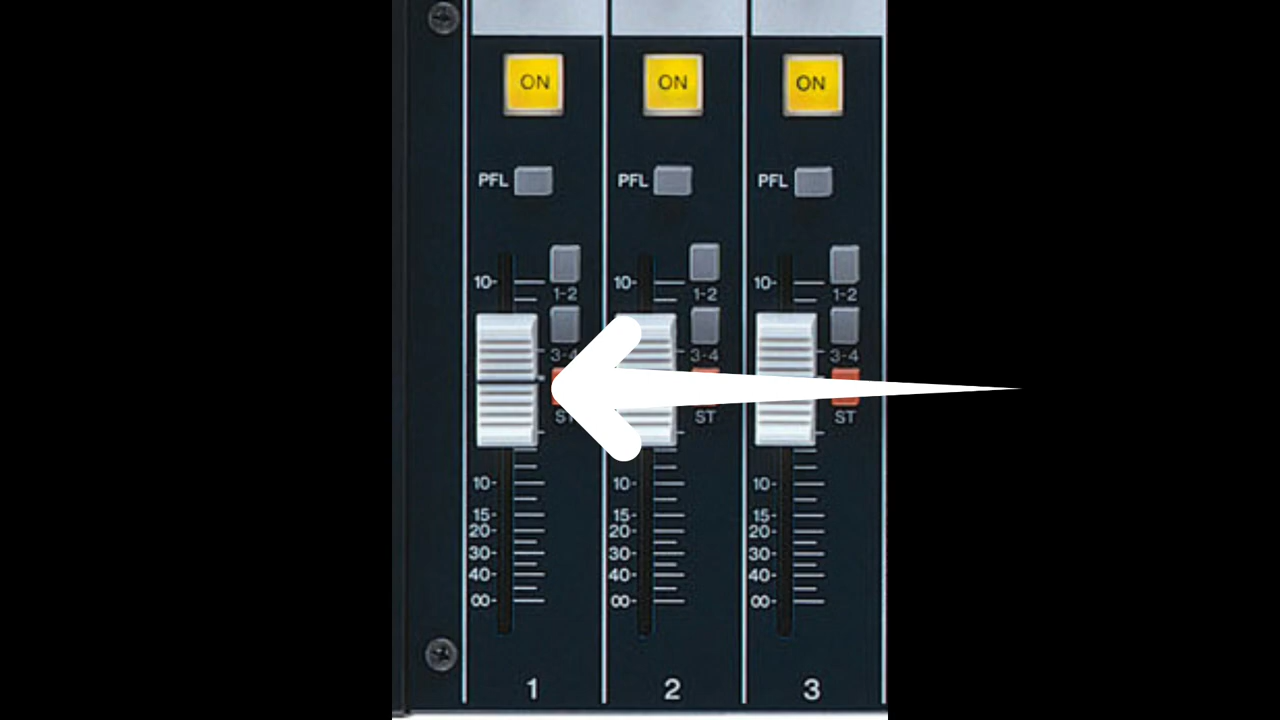 ON ON ON
PFL PFL PFL
10 10 10
1-2 1-2 1-2
3-4 3-4 3-4
ST ST ST
10 10 10
15 15 15
20 20 20
30 30 30
40 40 40
∞ ∞ ∞
1 2 3